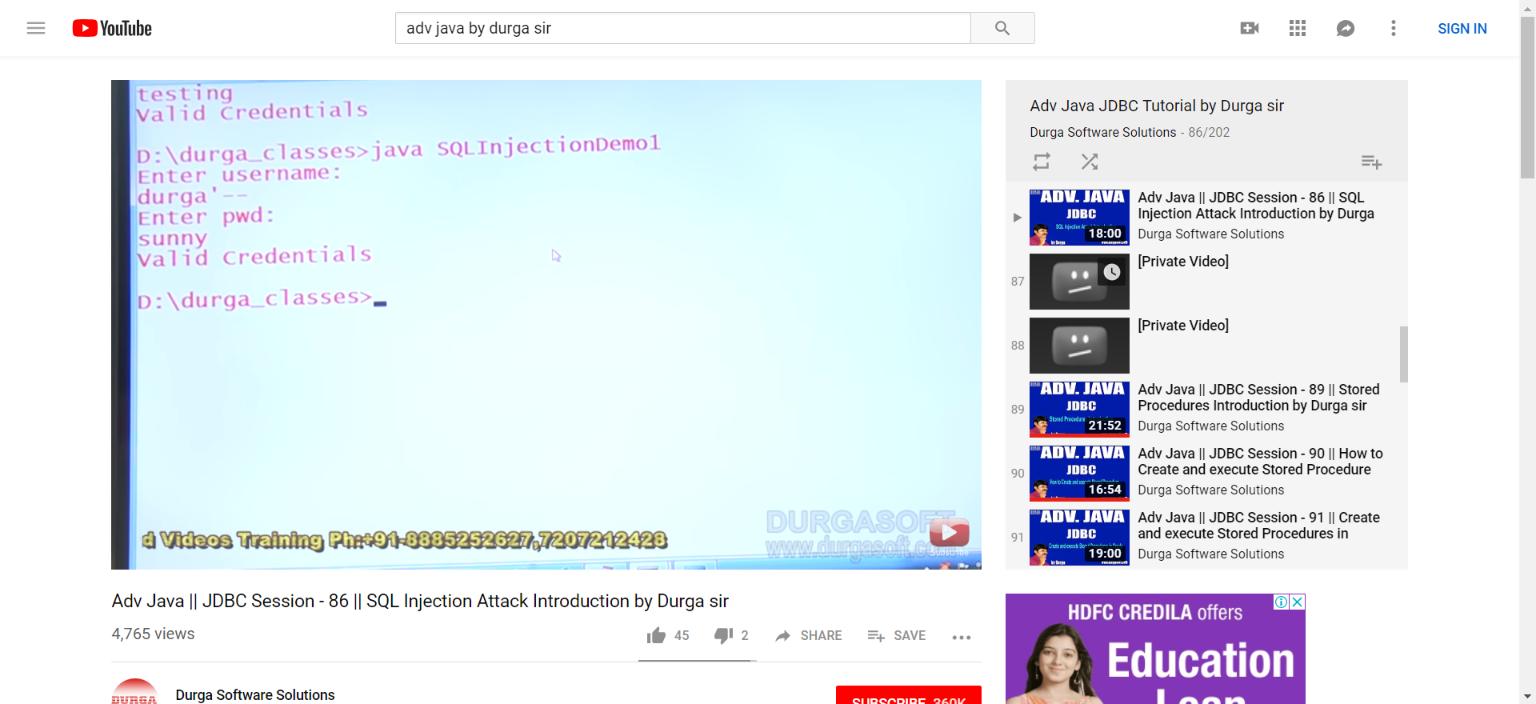 YouTube
adv java by durga sir
SIGN IN
testing
Valid Credentials
D:\durga_classes>java SQLInjectionDemo1
Enter username:
durga'--
Enter pwd:
sunny
Valid Credentials
D:\durga_classes>_
d Videos Training Ph:+91-8885252627,7207212428
DURGASOFT
www.durgasoft.c
Adv Java || JDBC Session - 86 || SQL Injection Attack Introduction by Durga sir
4,765 views
45
2
SHARE
SAVE
DURGA
Durga Software Solutions
SUBSCRIBE 360K
Adv Java JDBC Tutorial by Durga sir
Durga Software Solutions - 86/202
ADV. JAVA
JDBC
18:00
Adv Java || JDBC Session - 86 || SQL
Injection Attack Introduction by Durga
Durga Software Solutions
87
[Private Video]
88
[Private Video]
89
ADV. JAVA
JDBC
21:52
Adv Java || JDBC Session - 89 || Stored
Procedures Introduction by Durga sir
Durga Software Solutions
90
ADV. JAVA
JDBC
16:54
Adv Java || JDBC Session - 90 || How to
Create and execute Stored Procedure
Durga Software Solutions
91
ADV. JAVA
JDBC
19:00
Adv Java || JDBC Session - 91 || Create
and execute Stored Procedures in
Durga Software Solutions
HDFC CREDILA offers
Education
Loan